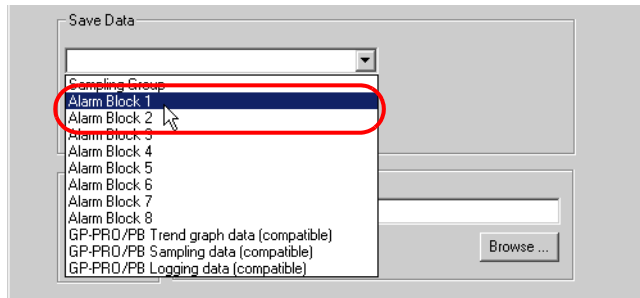 Save Data
Sampling Group
Alarm Block 1
Alarm Block 2
Alarm Block 3
Alarm Block 4
Alarm Block 5
Alarm Block 6
Alarm Block 7
Alarm Block 8
GP-PRO/PB Trend graph data (compatible)
GP-PRO/PB Sampling data (compatible)
GP-PRO/PB Logging data (compatible)
Browse ...